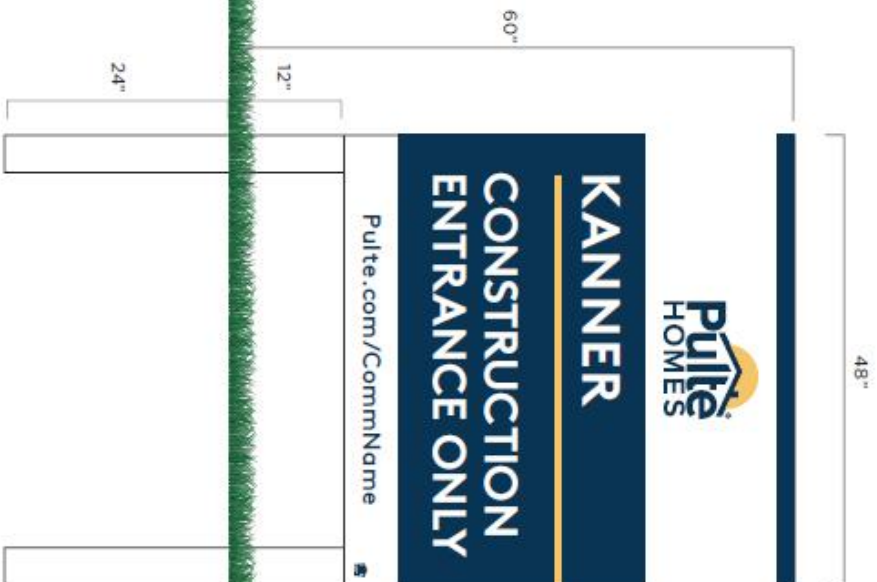 48"
60"
Pulte
HOMES
KANNER
CONSTRUCTION
ENTRANCE ONLY
Pulte.com/CommName
12"
24"